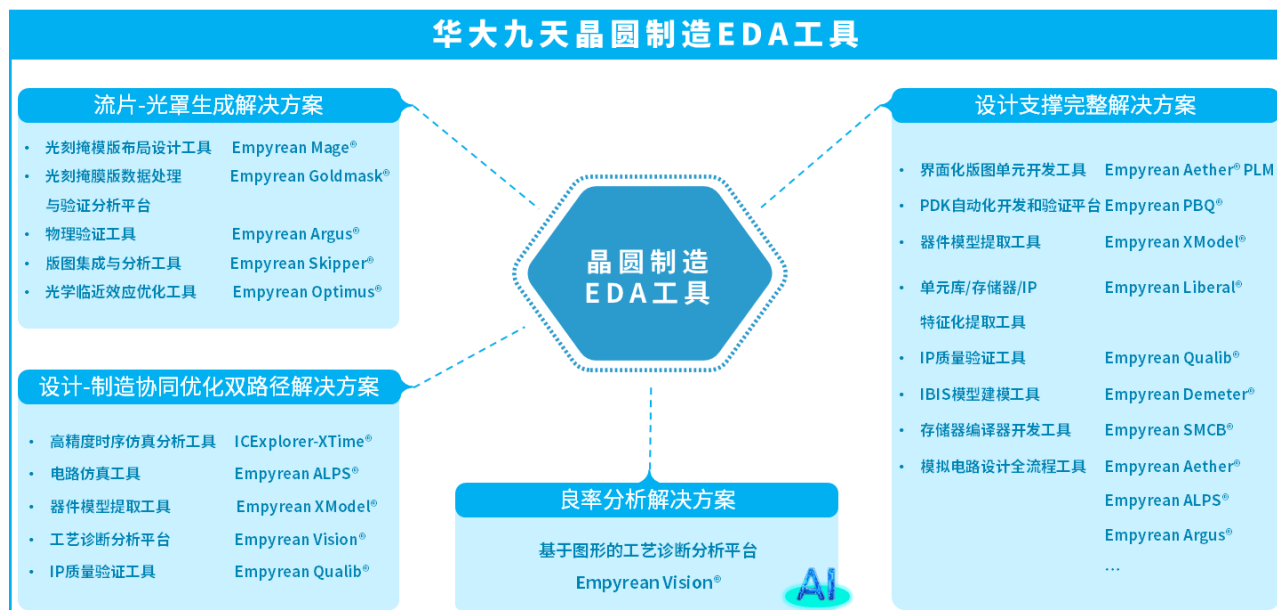 华大九天晶圆制造EDA工具
流片-光罩生成解决方案
• 光刻掩模版布局设计工具 Empyrean Mage®
• 光刻掩膜版数据处理 Empyrean Goldmask®
与验证分析平台
• 物理验证工具 Empyrean Argus®
• 版图集成与分析工具 Empyrean Skipper®
• 光学临近效应优化工具 Empyrean Optimus®
设计-制造协同优化双路径解决方案
• 高精度时序仿真分析工具 ICExplorer-XTime®
• 电路仿真工具 Empyrean ALPS®
• 器件模型提取工具 Empyrean XModel®
• 工艺诊断分析平台 Empyrean Vision®
• IP质量验证工具 Empyrean Qualib®
晶圆制造
EDA工具
良率分析解决方案
基于图形的工艺诊断分析平台
Empyrean Vision®
AI
设计支撑完整解决方案
• 界面化版图单元开发工具 Empyrean Aether® PLM
• PDK自动化开发和验证平台 Empyrean PBQ®
• 器件模型提取工具 Empyrean XModel®
• 单元库/存储器/IP Empyrean Liberal®
特征化提取工具
• IP质量验证工具 Empyrean Qualib®
• IBIS模型建模工具 Empyrean Demeter®
• 存储器编译器开发工具 Empyrean SMCB®
• 模拟电路设计全流程工具 Empyrean Aether®
Empyrean ALPS®
Empyrean Argus®
…